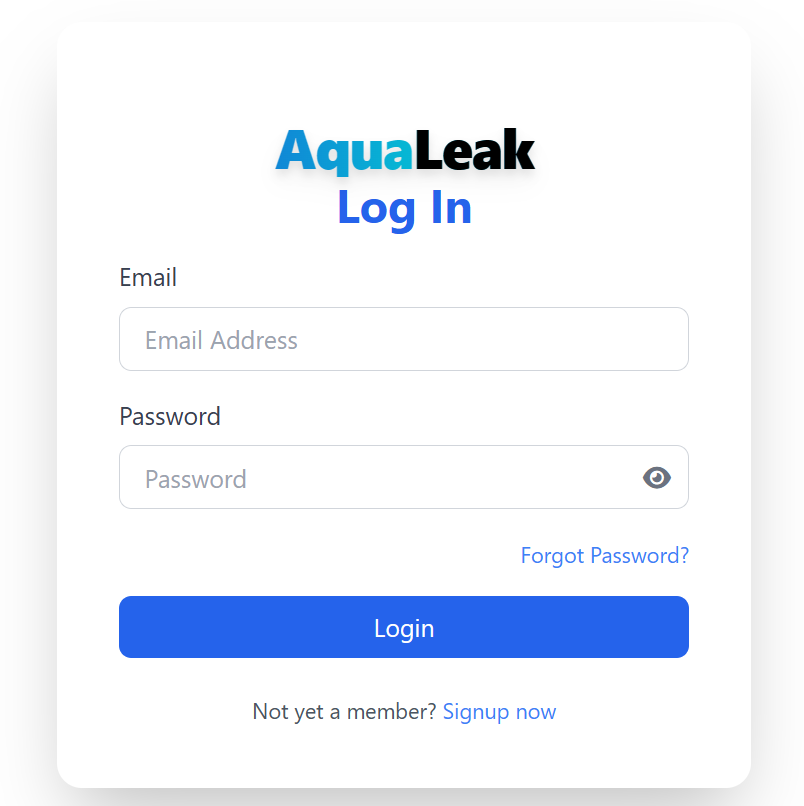 AquaLeak
Log In
Email
Email Address
Password
Password
Forgot Password?
Login
Not yet a member? Signup now